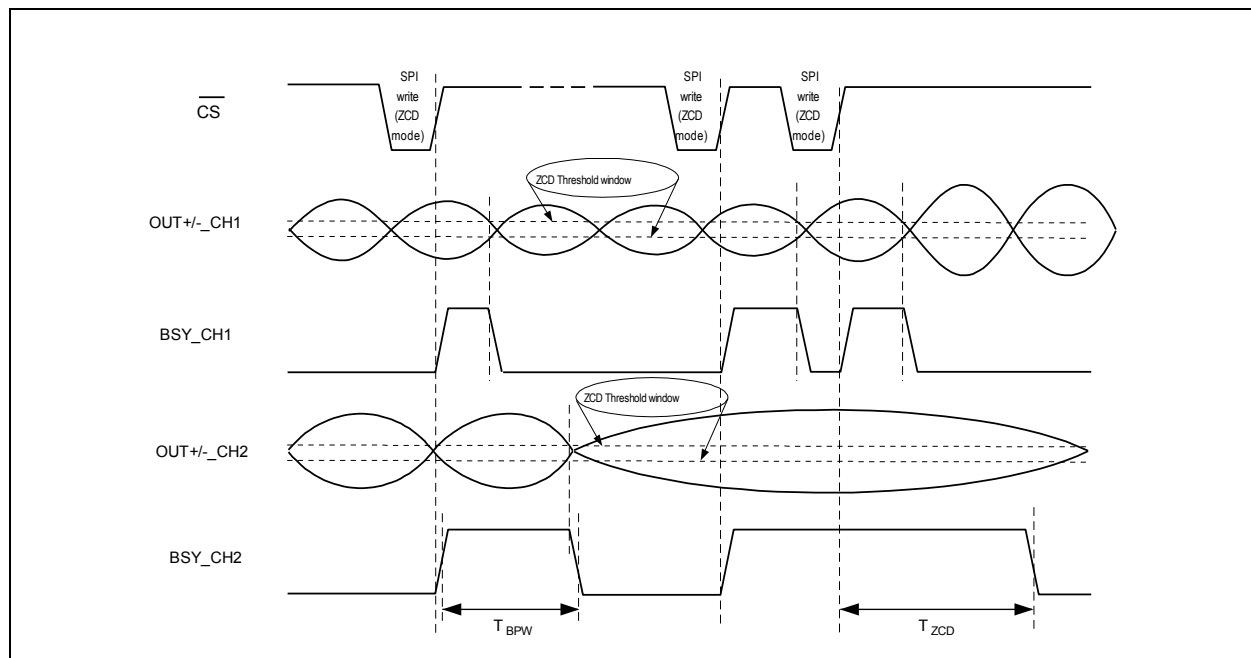 SPI
write
(ZCD
mode)
SPI
write
(ZCD
mode)
SPI
write
(ZCD
mode)
CS
ZCD Threshold window
OUT+/-_CH1
BSY_CH1
ZCD Threshold window
OUT+/-_CH2
BSY_CH2
T BPW
T ZCD